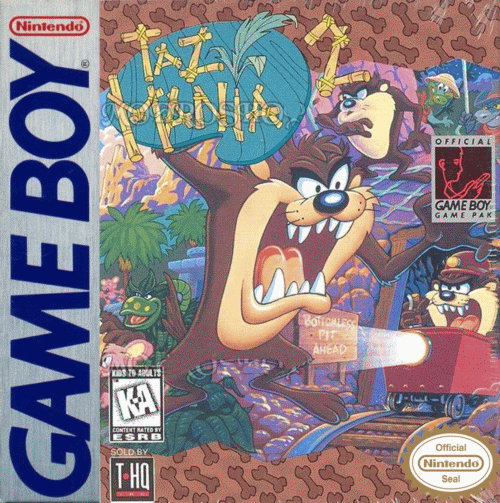 Nintendo®
GAME BOY®
TAZ-
MANIA 2
OFFICIAL
GAME BOY
GAME PAK
BOTTOMLESS
PIT
AHEAD
KIDS TO ADULTS
K-A
CONTENT RATED BY
ESRB
SOLD BY
T·HQ
Official
Nintendo
Seal